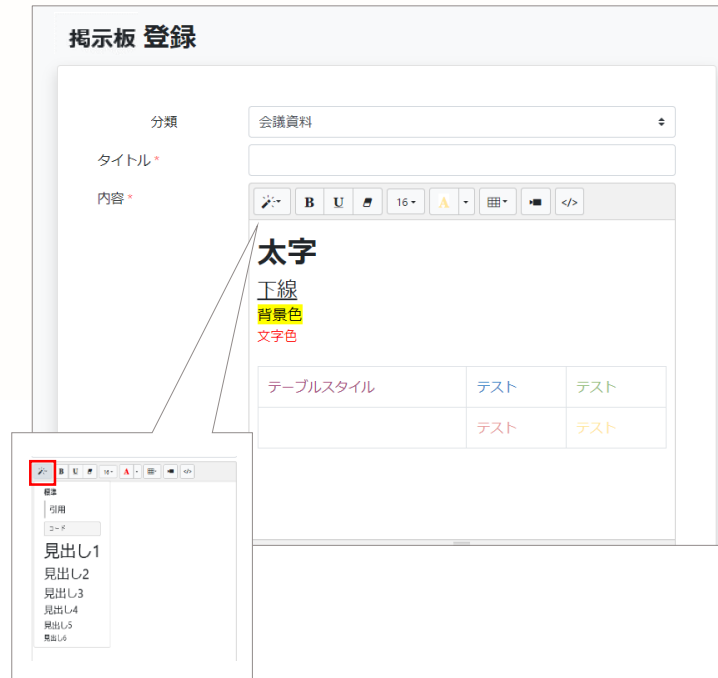 掲示板 登録
分類
会議資料
タイトル *
内容 *
B U 16 A </>
太字
下線
背景色
文字色
テーブルスタイル テスト テスト
テスト テスト
B U 16 A </>
標準
引用
コード
見出し1
見出し2
見出し3
見出し4
見出し5
見出し6